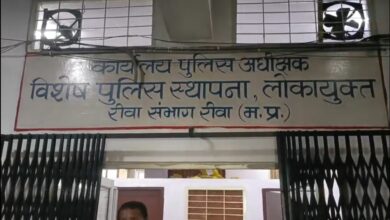 कार्यालय पुलिस अधीक्षक
विशेष पुलिस स्थापना, लोकायुक्त
रीवा संभाग रीवा (म.प्र.)